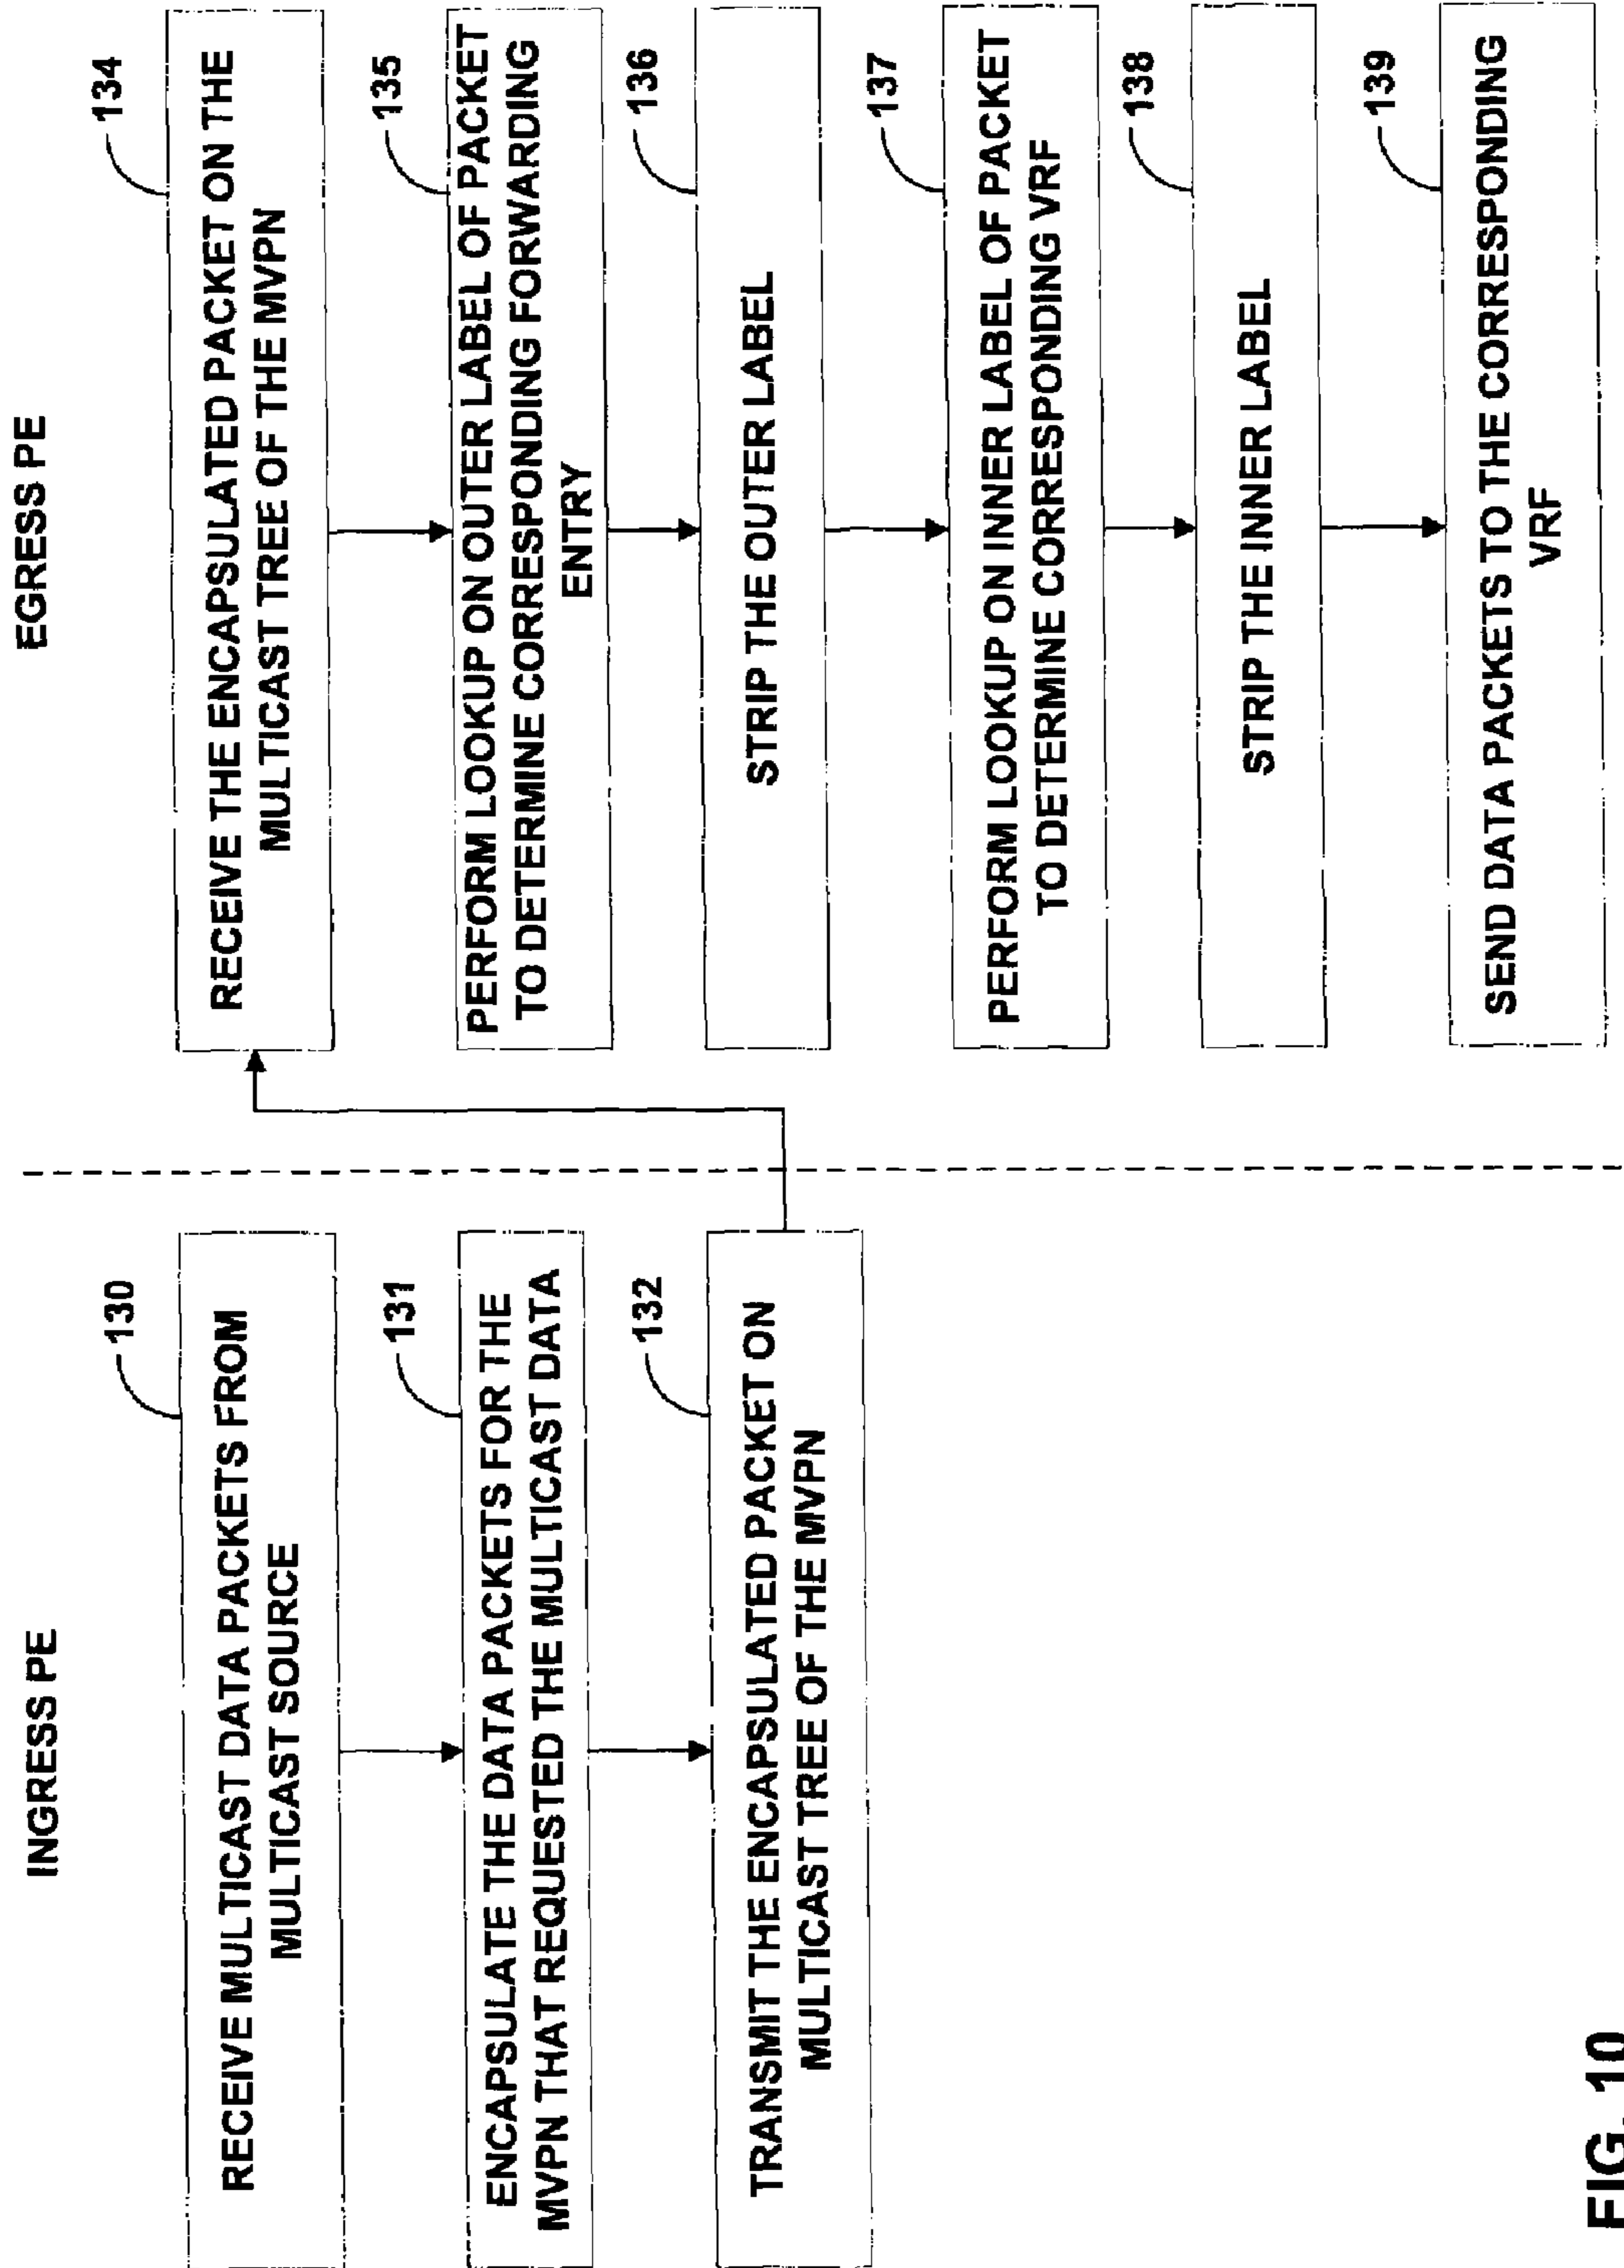 INGRESS PE
130
RECEIVE MULTICAST DATA PACKETS FROM
MULTICAST SOURCE
131
ENCAPSULATE THE DATA PACKETS FOR THE
MVPN THAT REQUESTED THE MULTICAST DATA
132
TRANSMIT THE ENCAPSULATED PACKET ON
MULTICAST TREE OF THE MVPN
EGRESS PE
134
RECEIVE THE ENCAPSULATED PACKET ON THE
MULTICAST TREE OF THE MVPN
135
PERFORM LOOKUP ON OUTER LABEL OF PACKET
TO DETERMINE CORRESPONDING FORWARDING
ENTRY
136
STRIP THE OUTER LABEL
137
PERFORM LOOKUP ON INNER LABEL OF PACKET
TO DETERMINE CORRESPONDING VRF
138
STRIP THE INNER LABEL
139
SEND DATA PACKETS TO THE CORRESPONDING
VRF
FIG. 10